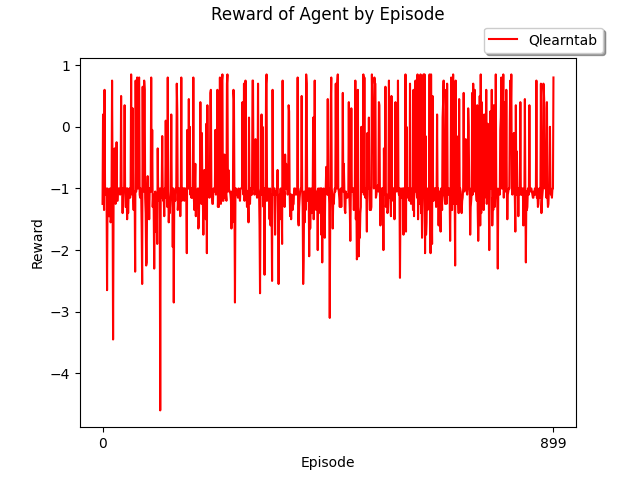 Reward of Agent by Episode
Qlearntab
1
0
−1
−2
−3
−4
Reward
0
899
Episode